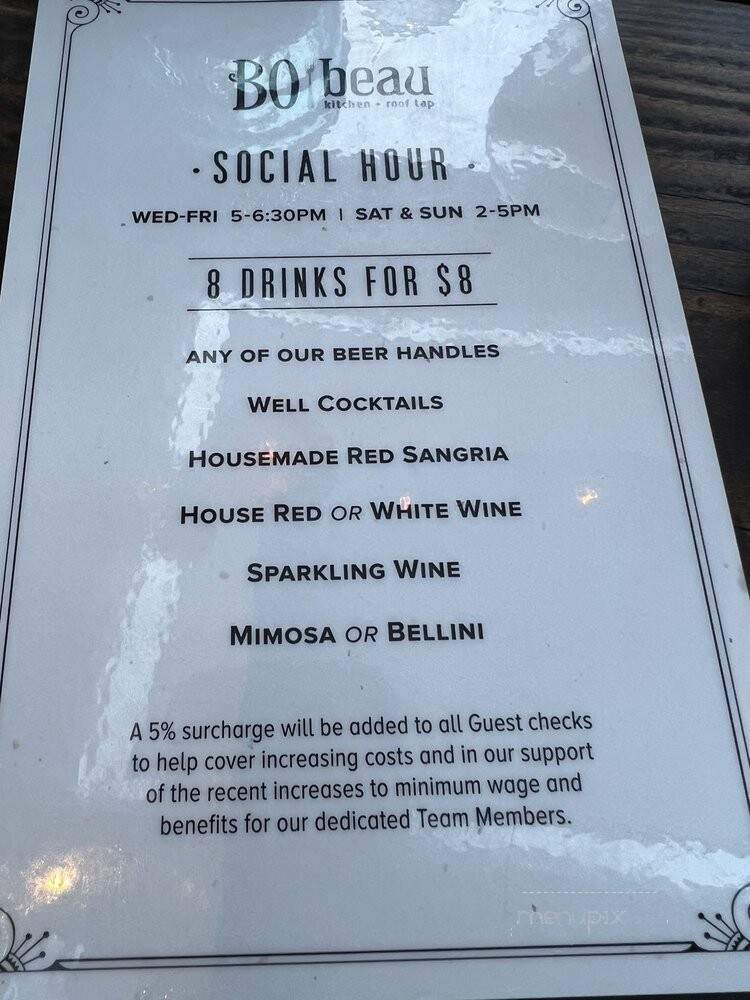 BO beau
kitchen + roof tap
· SOCIAL HOUR ·
WED-FRI 5-6:30PM | SAT & SUN 2-5PM
8 DRINKS FOR $8
ANY OF OUR BEER HANDLES
WELL COCKTAILS
HOUSEMADE RED SANGRIA
HOUSE RED OR WHITE WINE
SPARKLING WINE
MIMOSA OR BELLINI
A 5% surcharge will be added to all Guest checks
to help cover increasing costs and in our support
of the recent increases to minimum wage and
benefits for our dedicated Team Members.
menupix